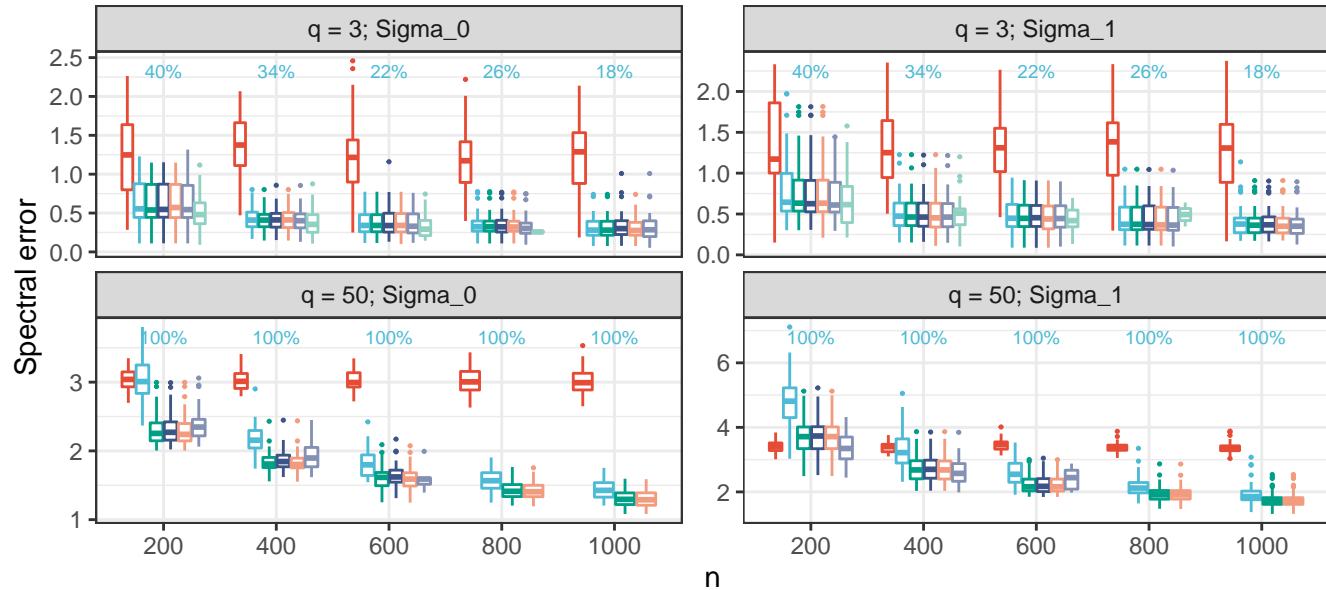 q = 3; Sigma_0
q = 3; Sigma_1
40% 34% 22% 26% 18%
40% 34% 22% 26% 18%
2.5
2.0
1.5
1.0
0.5
0.0
2.0
1.5
1.0
0.5
0.0
Spectral error
q = 50; Sigma_0
q = 50; Sigma_1
100% 100% 100% 100% 100%
100% 100% 100% 100% 100%
3
2
1
6
4
2
200 400 600 800 1000
200 400 600 800 1000
n